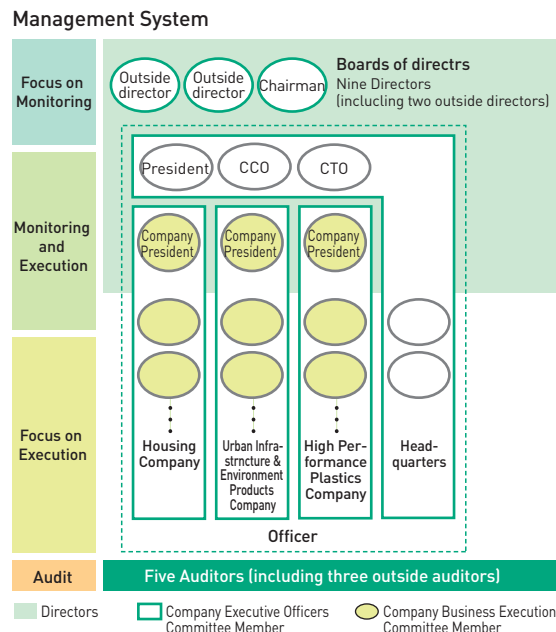 Management System
Focus on
Monitoring
Outside
director
Outside
director
Chairman
Boards of directrs
Nine Directors
(inclucling two outside directors)
Monitoring
and
Execution
President
CCO
CTO
Company
President
Company
President
Company
President
Focus on
Execution
Housing
Company
Urban Infra-
strncture &
Environment
Products
Company
High Per-
formance
Plastics
Company
Head-
quarters
Officer
Audit
Five Auditors (including three outside auditors)
Directors
Company Executive Officers
Committee Member
Company Business Execution
Committee Member